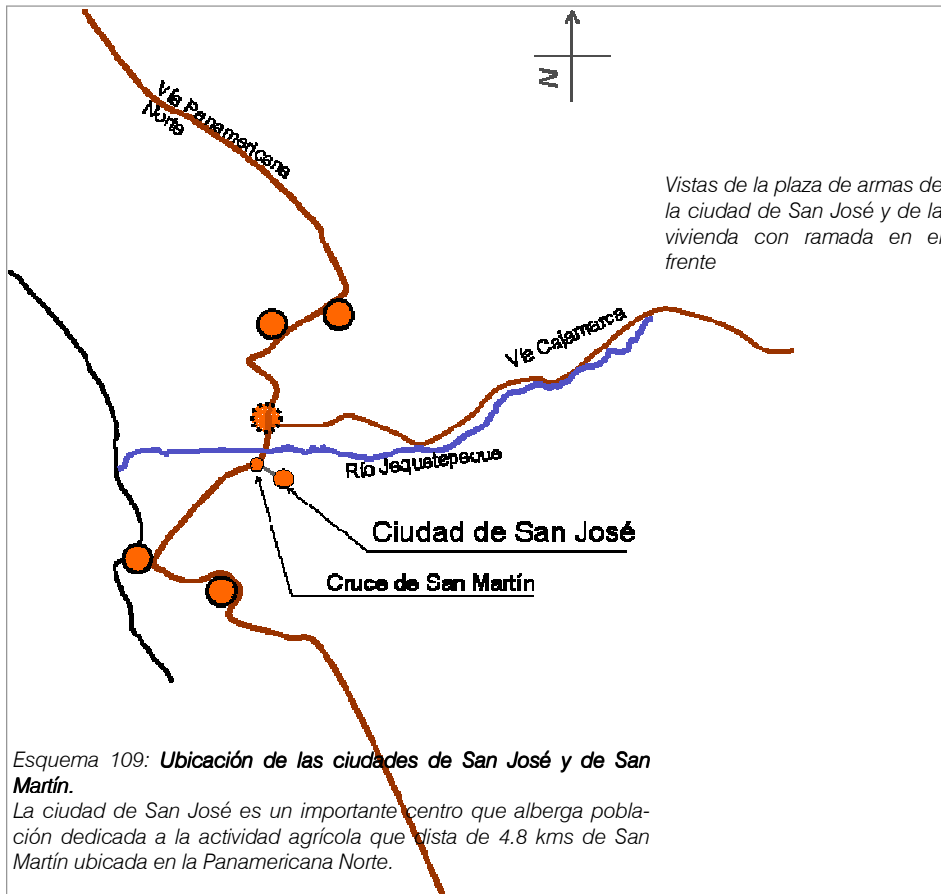 Vía Panamericana
Norte
N
Vistas de la plaza de armas de
la ciudad de San José y de la
vivienda con ramada en el
frente
Vía Cajamarca
Río Jequetepeque
Ciudad de San José
Cruce de San Martín
Esquema 109: Ubicación de las ciudades de San José y de San
Martín.
La ciudad de San José es un importante centro que alberga pobla-
ción dedicada a la actividad agrícola que dista de 4.8 kms de San
Martín ubicada en la Panamericana Norte.